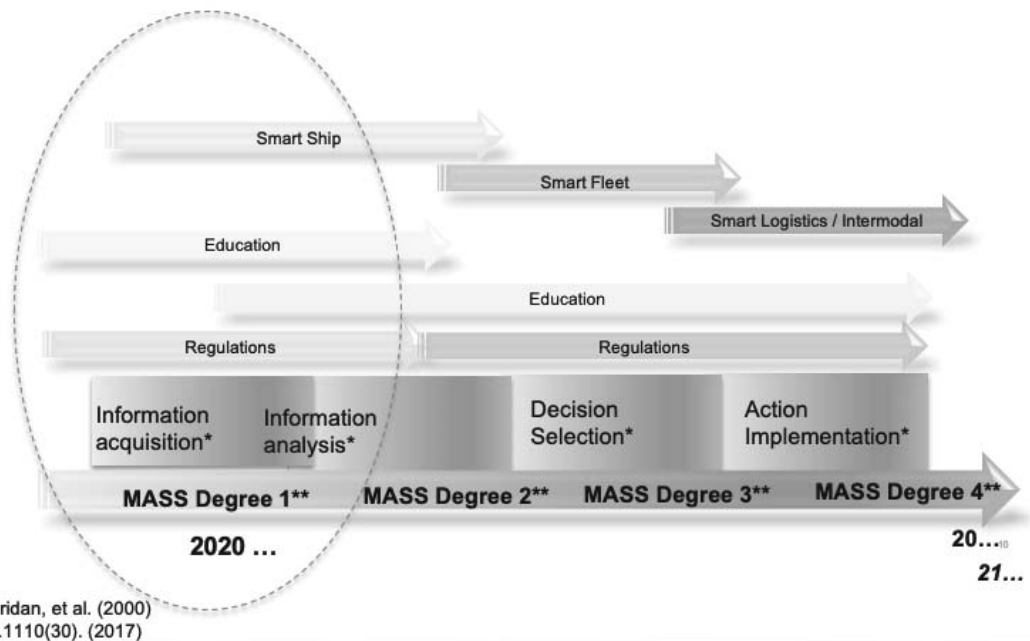 Smart Ship
Smart Fleet
Smart Logistics / Intermodal
Education
Education
Regulations
Regulations
Information
acquisition*
Information
analysis*
Decision
Selection*
Action
Implementation*
MASS Degree 1**
MASS Degree 2**
MASS Degree 3**
MASS Degree 4**
2020 ...
20...10
21...
ridan, et al. (2000)
.1110(30). (2017)